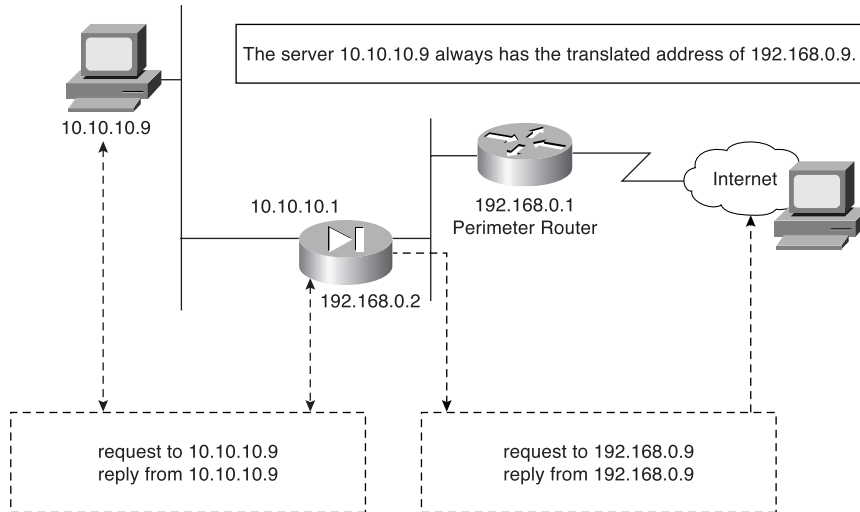 The server 10.10.10.9 always has the translated address of 192.168.0.9.
10.10.10.9
10.10.10.1
192.168.0.2
192.168.0.1
Perimeter Router
Internet
request to 10.10.10.9
reply from 10.10.10.9
request to 192.168.0.9
reply from 192.168.0.9